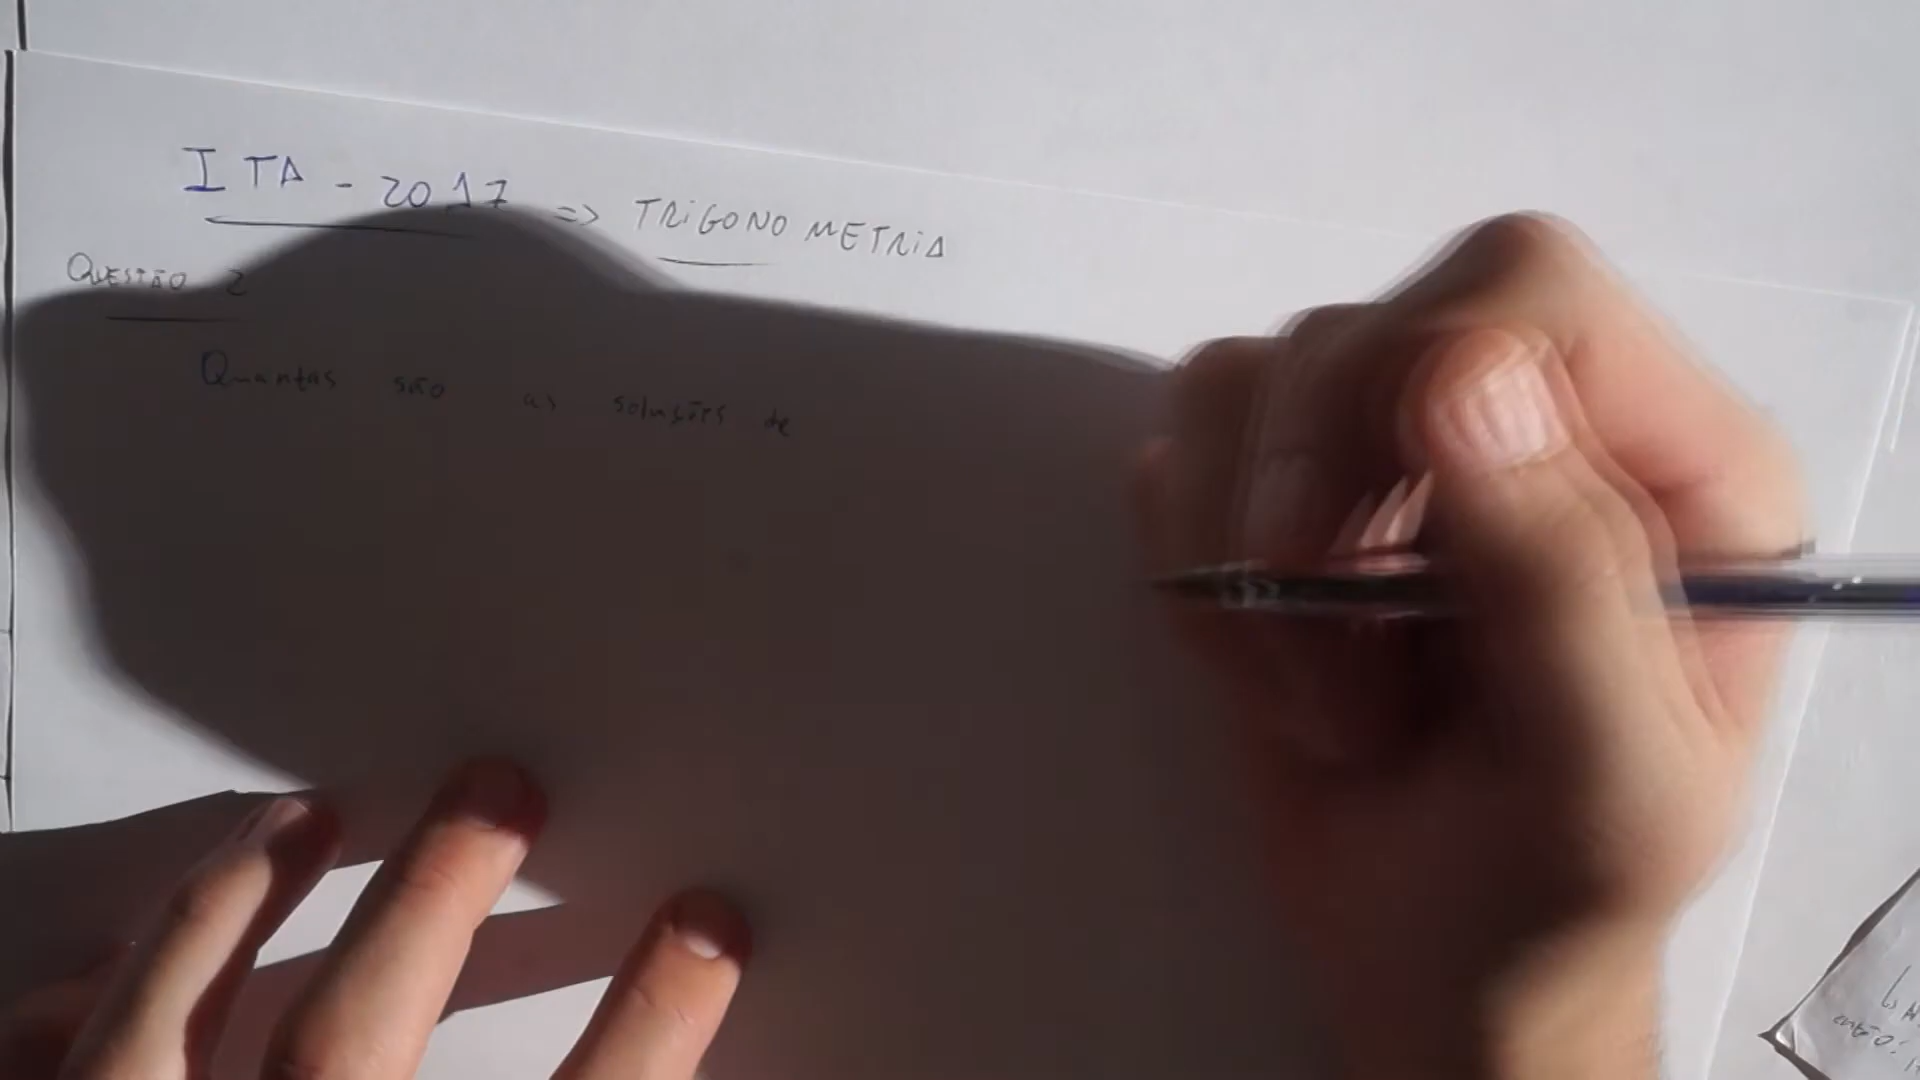 ITA - 2017 => TRIGONOMETRIA
QUESTÃO 2
Quantas são as soluções de